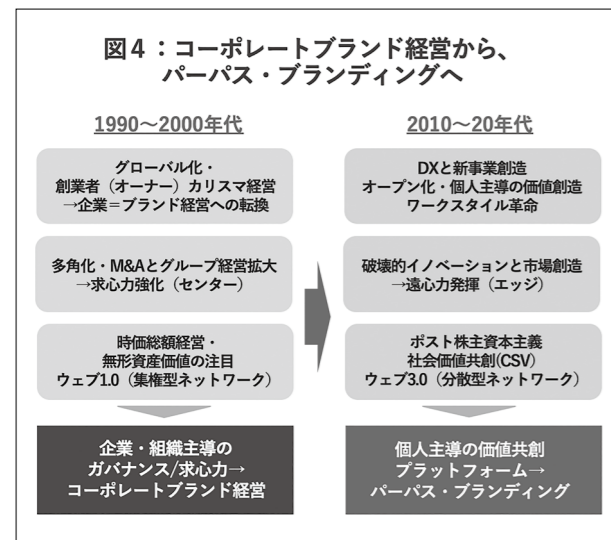 図4：コーポレートブランド経営から、
パーパス・ブランディングへ
1990〜2000年代
グローバル化・
創業者（オーナー）カリスマ経営
→企業＝ブランド経営への転換
多角化・M&Aとグループ経営拡大
→求心力強化（センター）
時価総額経営・
無形資産価値の注目
ウェブ1.0（集権型ネットワーク）
企業・組織主導の
ガバナンス/求心力→
コーポレートブランド経営
2010〜20年代
DXと新事業創造
オープン化・個人主導の価値創造
ワークスタイル革命
破壊的イノベーションと市場創造
→遠心力発揮（エッジ）
ポスト株主資本主義
社会価値共創(CSV)
ウェブ3.0（分散型ネットワーク）
個人主導の価値共創
プラットフォーム→
パーパス・ブランディング